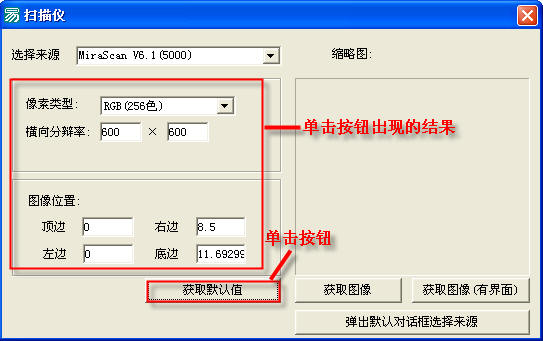 扫描仪
选择来源 MiraScan V6.1(5000) 缩略图:
像素类型: RGB(256色)
横向分辨率: 600 × 600
单击按钮出现的结果
图像位置:
顶边 0 右边 8.5
单击按钮
左边 0 底边 11.69299
获取默认值 获取图像 获取图像(有界面)
弹出默认对话框选择来源